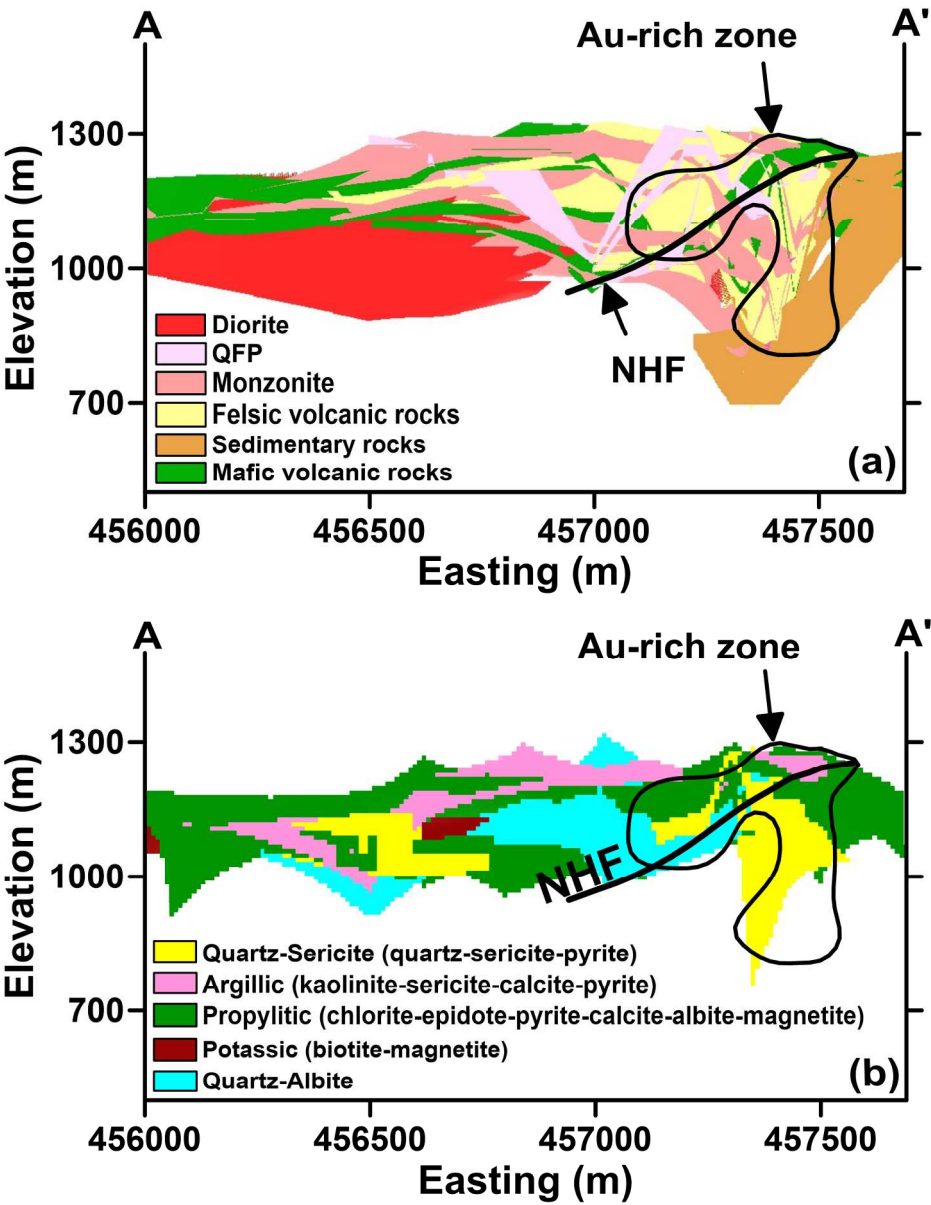 A
A'
Au-rich zone
1300
1000
700
Elevation (m)
NHF
Diorite
QFP
Monzonite
Felsic volcanic rocks
Sedimentary rocks
Mafic volcanic rocks
(a)
456000 456500 457000 457500
Easting (m)
A
A'
Au-rich zone
1300
1000
700
Elevation (m)
NHF
Quartz-Sericite (quartz-sericite-pyrite)
Argillic (kaolinite-sericite-calcite-pyrite)
Propylitic (chlorite-epidote-pyrite-calcite-albite-magnetite)
Potassic (biotite-magnetite)
Quartz-Albite
(b)
456000 456500 457000 457500
Easting (m)